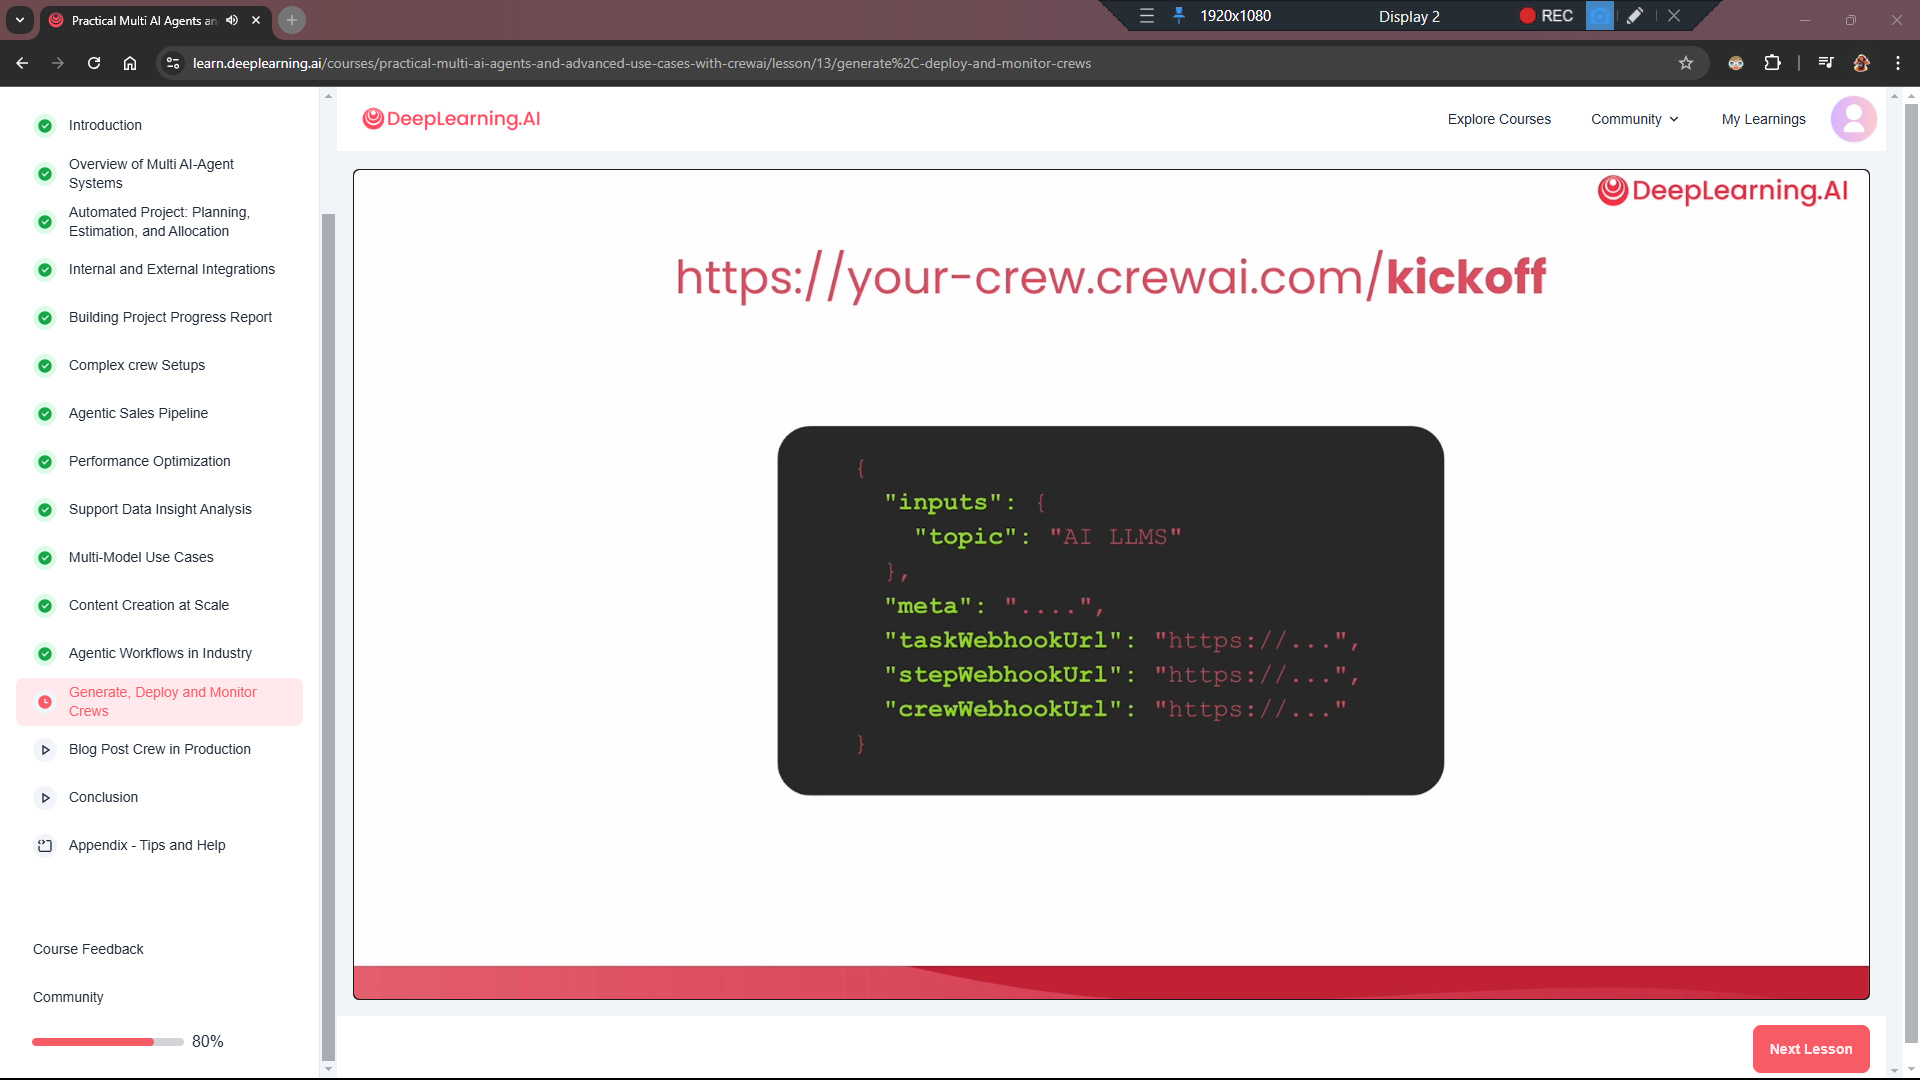 Practical Multi AI Agents an
1920x1080
Display 2
REC
learn.deeplearning.ai/courses/practical-multi-ai-agents-and-advanced-use-cases-with-crewai/lesson/13/generate%2C-deploy-and-monitor-crews
Introduction
Overview of Multi AI-Agent
Systems
Automated Project: Planning,
Estimation, and Allocation
Internal and External Integrations
Building Project Progress Report
Complex crew Setups
Agentic Sales Pipeline
Performance Optimization
Support Data Insight Analysis
Multi-Model Use Cases
Content Creation at Scale
Agentic Workflows in Industry
Generate, Deploy and Monitor
Crews
Blog Post Crew in Production
Conclusion
Appendix - Tips and Help
Course Feedback
Community
80%
DeepLearning.AI
Explore Courses
Community
My Learnings
DeepLearning.AI
https://your-crew.crewai.com/kickoff
{
"inputs": {
"topic": "AI LLMS"
},
"meta": "....",
"taskWebhookUrl": "https://...",
"stepWebhookUrl": "https://...",
"crewWebhookUrl": "https://..."
}
Next Lesson